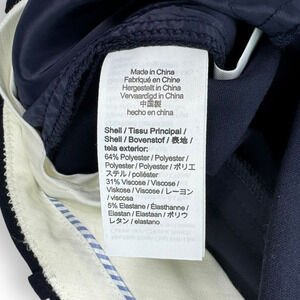 Made in China
Fabriqué en Chine
Hergestellt in China
Vervaardigd in China
中国製
hecho en china
Shell / Tissu Principal /
Shell / Bovenstof / 表地 /
tela exterior:
64% Polyester / Polyester /
Polyester / Polyester / ポリエ
ステル / poliéster
31% Viscose / Viscose /
Viskose / Viscose / レーヨン
/ viscosa
5% Elastane / Élasthanne /
Elastan / Elastaan / ポリウ
レタン / elastano